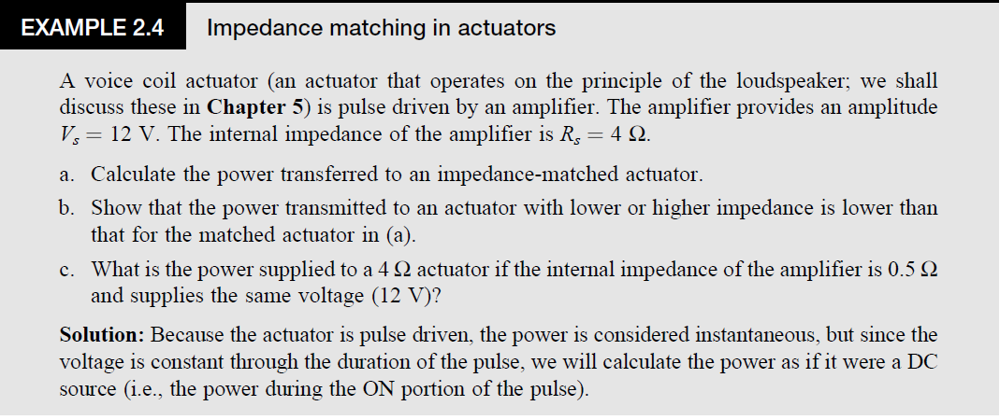 EXAMPLE 2.4 Impedance matching in actuators
A voice coil actuator (an actuator that operates on the principle of the loudspeaker; we shall
discuss these in Chapter 5) is pulse driven by an amplifier. The amplifier provides an amplitude
Vₛ = 12 V. The internal impedance of the amplifier is Rₛ = 4 Ω.
a. Calculate the power transferred to an impedance-matched actuator.
b. Show that the power transmitted to an actuator with lower or higher impedance is lower than
that for the matched actuator in (a).
c. What is the power supplied to a 4 Ω actuator if the internal impedance of the amplifier is 0.5 Ω
and supplies the same voltage (12 V)?
Solution: Because the actuator is pulse driven, the power is considered instantaneous, but since the
voltage is constant through the duration of the pulse, we will calculate the power as if it were a DC
source (i.e., the power during the ON portion of the pulse).